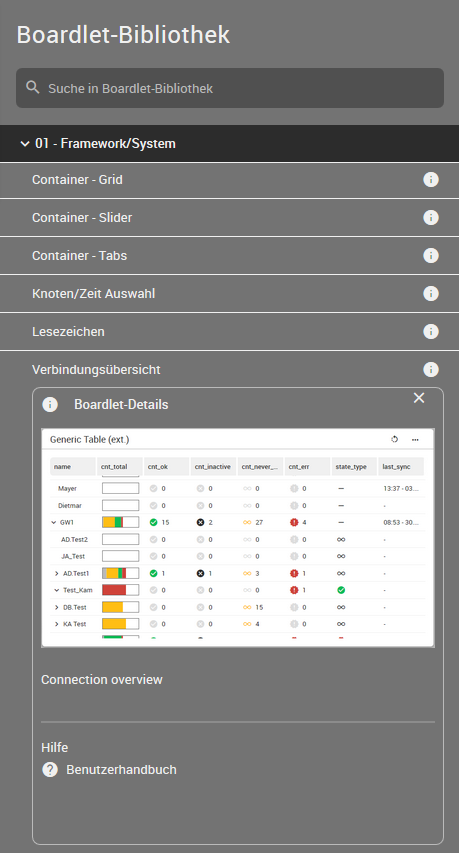 Boardlet-Bibliothek
Suche in Boardlet-Bibliothek
01 - Framework/System
Container - Grid
Container - Slider
Container - Tabs
Knoten/Zeit Auswahl
Lesezeichen
Verbindungsübersicht
Boardlet-Details
Generic Table (ext.)
name cnt_total cnt_ok cnt_inactive cnt_never_... cnt_err state_type last_sync
Mayer 0 0 0 0 — 13:37 - 03...
Dietmar 0 0 0 0 — -
GW1 15 2 27 4 — 08:53 - 30...
AD.Test2 0 0 0 0 -
JA_Test 0 0 0 0 -
AD.Test1 1 1 3 1 -
Test_Kam 0 0 0 1 -
DB.Test 0 0 15 0 -
KA Test 0 0 4 0 -
Connection overview
Hilfe
Benutzerhandbuch